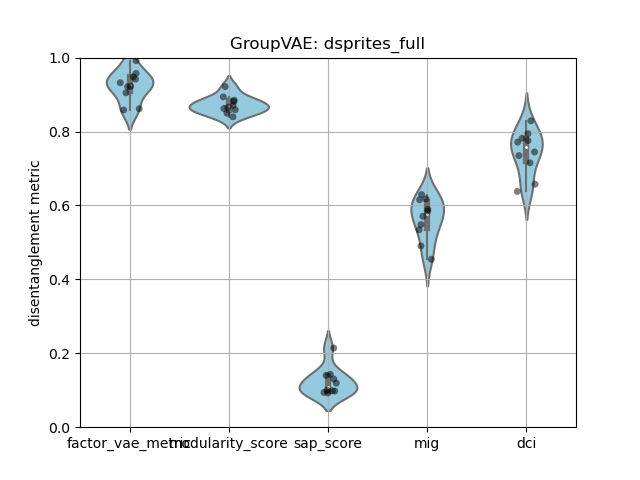 GroupVAE: dsprites_full
disentanglement metric
1.0
0.8
0.6
0.4
0.2
0.0
factor_vae_metric modularity_score sap_score mig dci